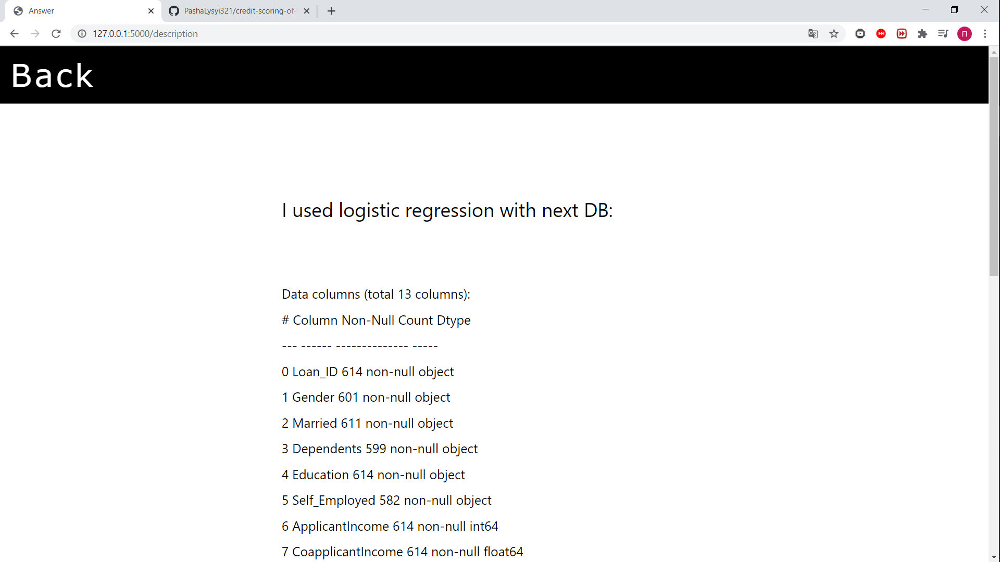 Answer
PashaLysyi321/credit-scoring-of-
127.0.0.1:5000/description
П
Back
I used logistic regression with next DB:
Data columns (total 13 columns):
# Column Non-Null Count Dtype
--- ------ -------------- -----
0 Loan_ID 614 non-null object
1 Gender 601 non-null object
2 Married 611 non-null object
3 Dependents 599 non-null object
4 Education 614 non-null object
5 Self_Employed 582 non-null object
6 ApplicantIncome 614 non-null int64
7 CoapplicantIncome 614 non-null float64